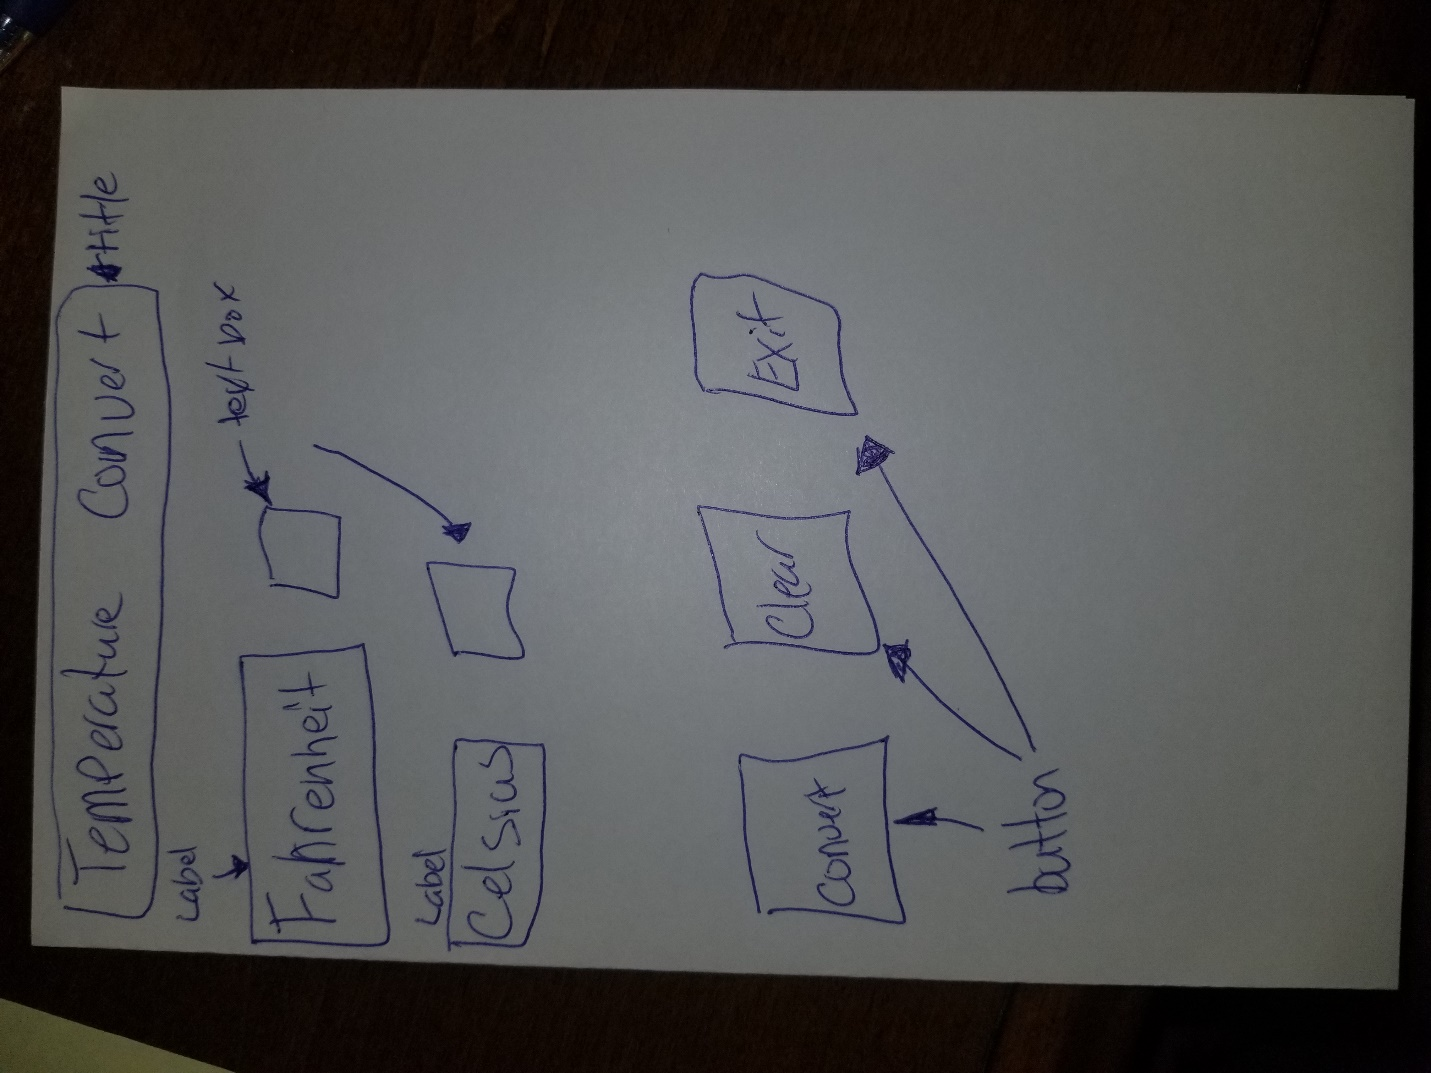 Temperature Convert title
Label
text box
Fahrenheit
Label
Celsius
Convert Clear Exit
button